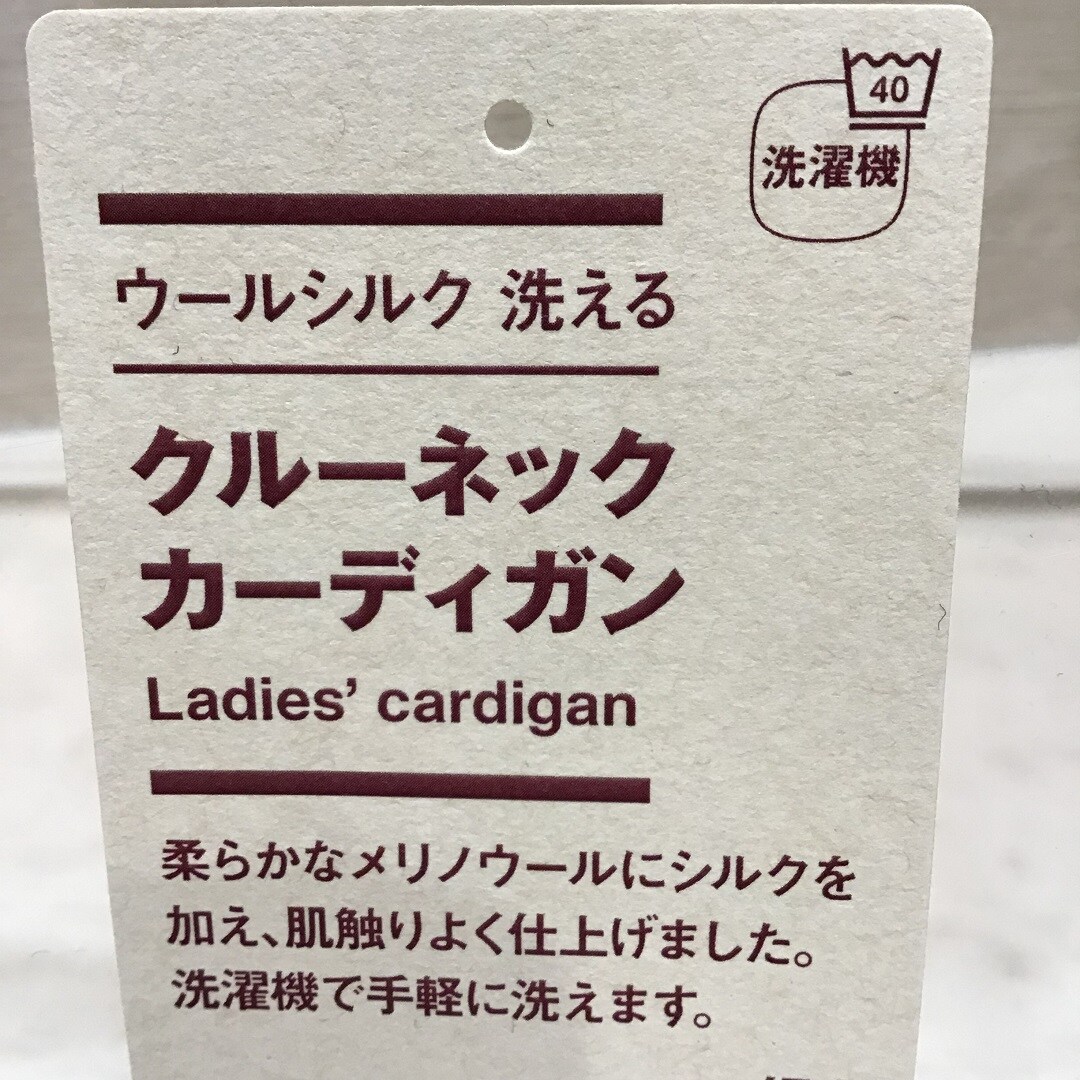 40
洗濯機
ウールシルク 洗える
クルーネック
カーディガン
Ladies’ cardigan
柔らかなメリノウールにシルクを
加え、肌触りよく仕上げました。
洗濯機で手軽に洗えます。